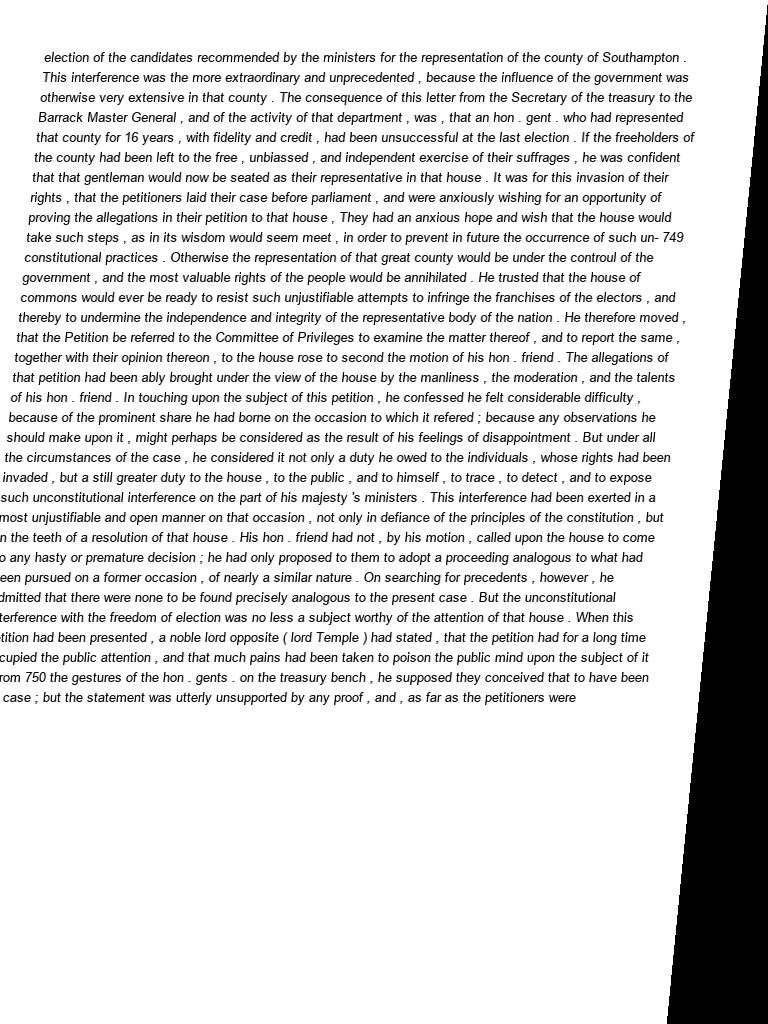 election of the candidates recommended by the ministers for the representation of the county of Southampton .
This interference was the more extraordinary and unprecedented , because the influence of the government was
otherwise very extensive in that county . The consequence of this letter from the Secretary of the treasury to the
Barrack Master General , and of the activity of that department , was , that an hon . gent . who had represented
that county for 16 years , with fidelity and credit , had been unsuccessful at the last election . If the freeholders of
the county had been left to the free , unbiassed , and independent exercise of their suffrages , he was confident
that that gentleman would now be seated as their representative in that house . It was for this invasion of their
rights , that the petitioners laid their case before parliament , and were anxiously wishing for an opportunity of
proving the allegations in their petition to that house , They had an anxious hope and wish that the house would
take such steps , as in its wisdom would seem meet , in order to prevent in future the occurrence of such un- 749
constitutional practices . Otherwise the representation of that great county would be under the controul of the
government , and the most valuable rights of the people would be annihilated . He trusted that the house of
commons would ever be ready to resist such unjustifiable attempts to infringe the franchises of the electors , and
thereby to undermine the independence and integrity of the representative body of the nation . He therefore moved ,
that the Petition be referred to the Committee of Privileges to examine the matter thereof , and to report the same ,
together with their opinion thereon , to the house rose to second the motion of his hon . friend . The allegations of
that petition had been ably brought under the view of the house by the manliness , the moderation , and the talents
of his hon . friend . In touching upon the subject of this petition , he confessed he felt considerable difficulty ,
because of the prominent share he had borne on the occasion to which it refered ; because any observations he
should make upon it , might perhaps be considered as the result of his feelings of disappointment . But under all
the circumstances of the case , he considered it not only a duty he owed to the individuals , whose rights had been
invaded , but a still greater duty to the house , to the public , and to himself , to trace , to detect , and to expose
such unconstitutional interference on the part of his majesty 's ministers . This interference had been exerted in a
most unjustifiable and open manner on that occasion , not only in defiance of the principles of the constitution , but
n the teeth of a resolution of that house . His hon . friend had not , by his motion , called upon the house to come
o any hasty or premature decision ; he had only proposed to them to adopt a proceeding analogous to what had
een pursued on a former occasion , of nearly a similar nature . On searching for precedents , however , he
dmitted that there were none to be found precisely analogous to the present case . But the unconstitutional
terference with the freedom of election was no less a subject worthy of the attention of that house . When this
tition had been presented , a noble lord opposite ( lord Temple ) had stated , that the petition had for a long time
cupied the public attention , and that much pains had been taken to poison the public mind upon the subject of it
rom 750 the gestures of the hon . gents . on the treasury bench , he supposed they conceived that to have been
case ; but the statement was utterly unsupported by any proof , and , as far as the petitioners were